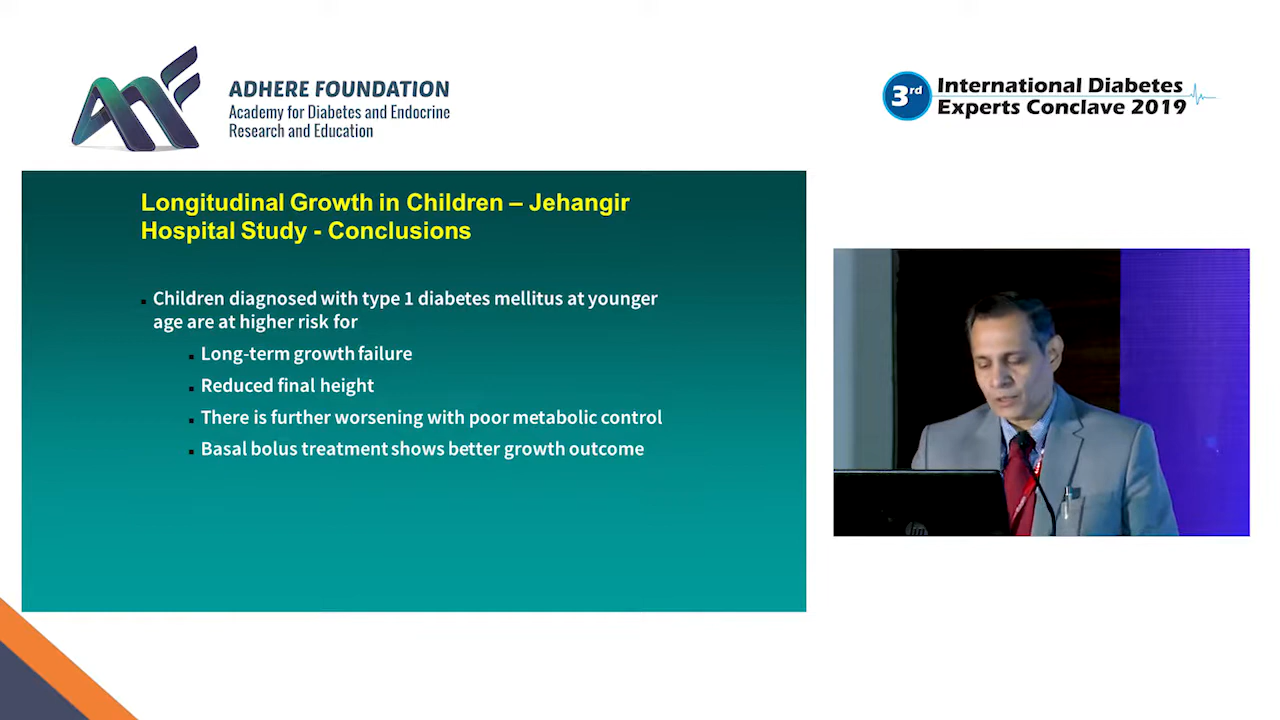 ADHERE FOUNDATION
Academy for Diabetes and Endocrine
Research and Education
3rd
International Diabetes
Experts Conclave 2019
Longitudinal Growth in Children – Jehangir
Hospital Study - Conclusions
Children diagnosed with type 1 diabetes mellitus at younger
age are at higher risk for
Long-term growth failure
Reduced final height
There is further worsening with poor metabolic control
Basal bolus treatment shows better growth outcome
hp